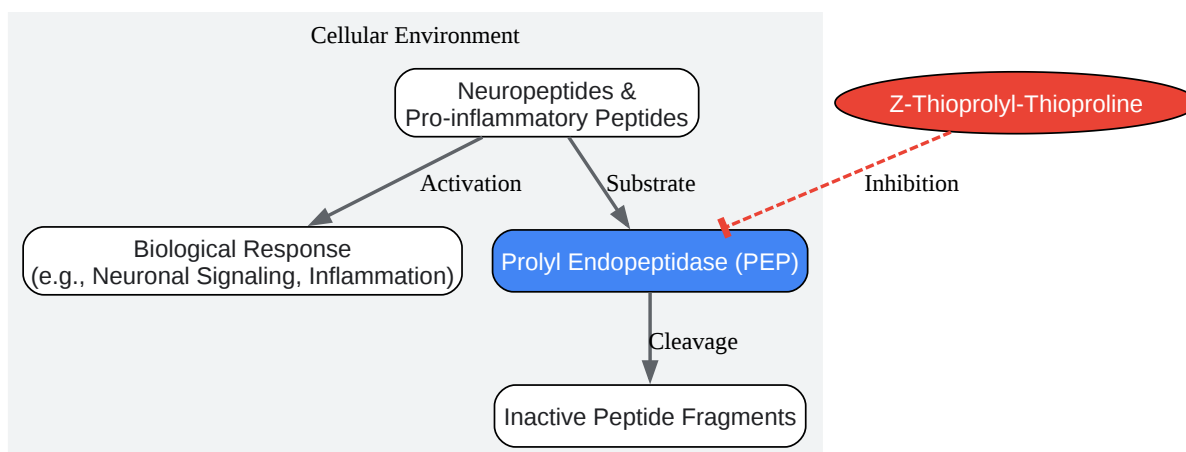 Cellular Environment
Neuropeptides &
Pro-inflammatory Peptides
Z-Thioprolyl-Thioproline
Activation
Substrate
Inhibition
Biological Response
(e.g., Neuronal Signaling, Inflammation)
Prolyl Endopeptidase (PEP)
Cleavage
Inactive Peptide Fragments